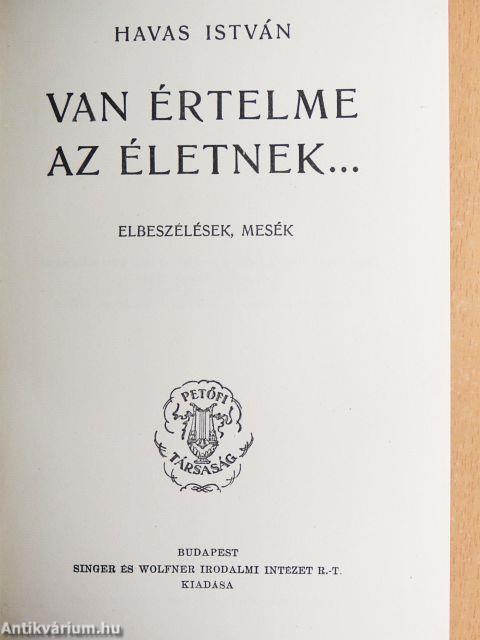 HAVAS ISTVÁN
VAN ÉRTELME
AZ ÉLETNEK...
ELBESZÉLÉSEK, MESÉK
PETŐFI
TÁRSASÁG
BUDAPEST
SINGER ÉS WOLFNER IRODALMI INTÉZET R.-T.
KIADÁSA
Antikvárium.hu